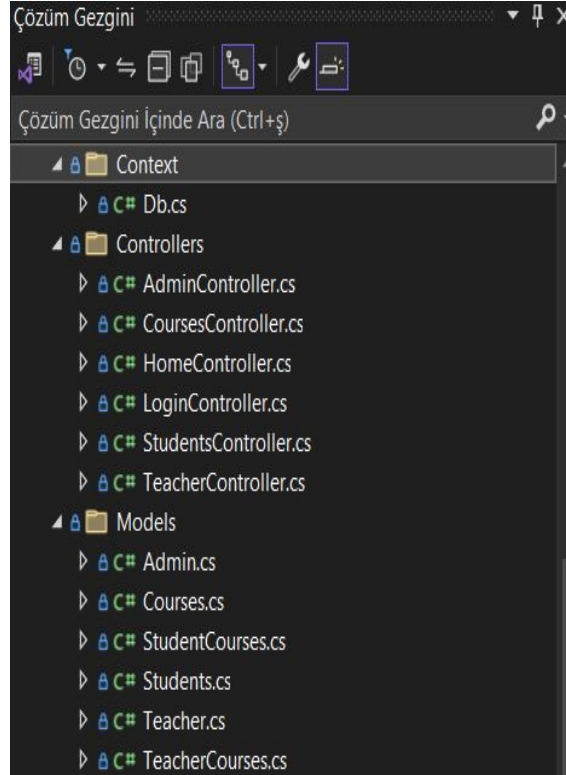 Çözüm Gezgini
Çözüm Gezgini İçinde Ara (Ctrl+ş)
Context
C# Db.cs
Controllers
C# AdminController.cs
C# CoursesController.cs
C# HomeController.cs
C# LoginController.cs
C# StudentsController.cs
C# TeacherController.cs
Models
C# Admin.cs
C# Courses.cs
C# StudentCourses.cs
C# Students.cs
C# Teacher.cs
C# TeacherCourses.cs